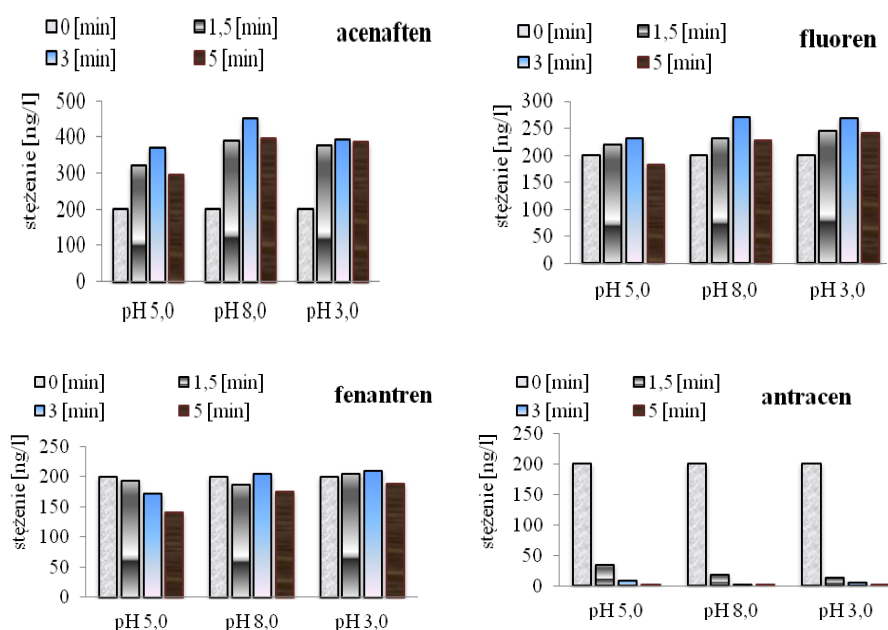 0 [min]
1,5 [min]
3 [min]
5 [min]
acenaften
stężenie [ng/l]
500
400
300
200
100
0
pH 5,0
pH 8,0
pH 3,0
0 [min]
1,5 [min]
3 [min]
5 [min]
fluoren
stężenie [ng/l]
300
250
200
150
100
50
0
pH 5,0
pH 8,0
pH 3,0
0 [min]
1,5 [min]
3 [min]
5 [min]
fenantren
stężenie [ng/l]
250
200
150
100
50
0
pH 5,0
pH 8,0
pH 3,0
0 [min]
1,5 [min]
3 [min]
5 [min]
antracen
stężenie [ng/l]
250
200
150
100
50
0
pH 5,0
pH 8,0
pH 3,0